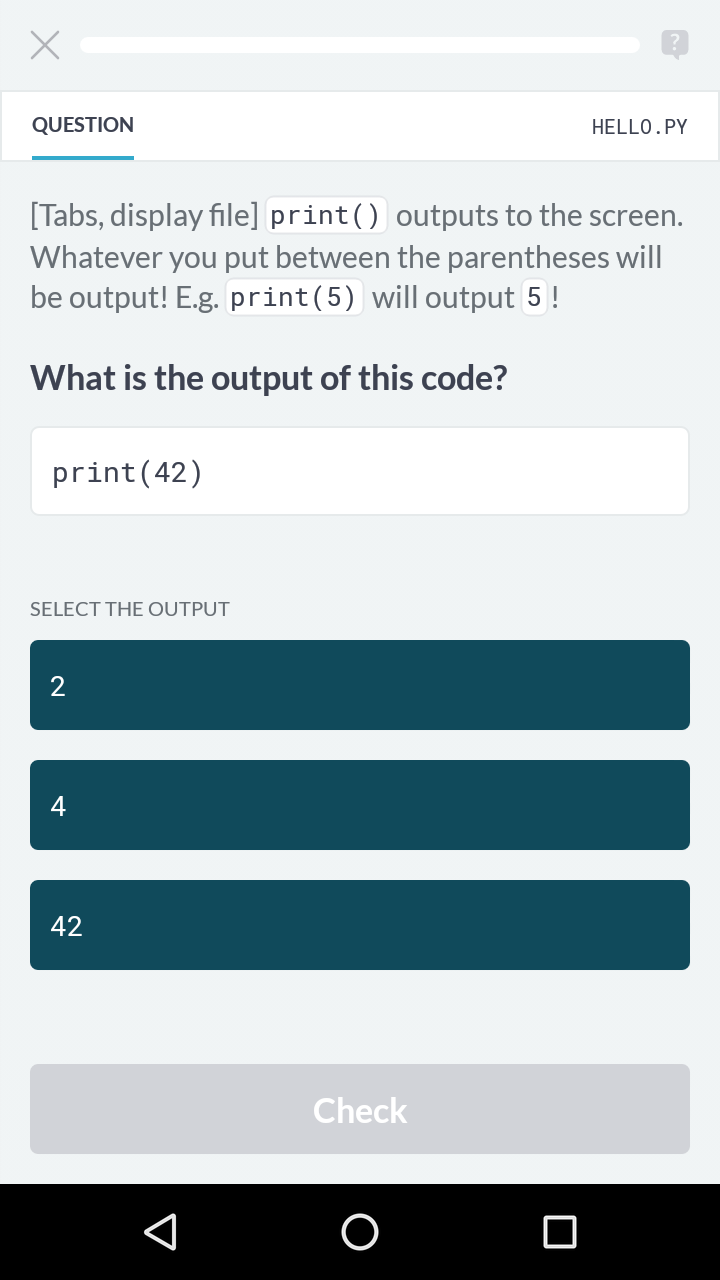 ?
QUESTION
HELLO.PY
[Tabs, display file] print() outputs to the screen.
Whatever you put between the parentheses will
be output! E.g. print(5) will output 5!
What is the output of this code?
print(42)
SELECT THE OUTPUT
2
4
42
Check